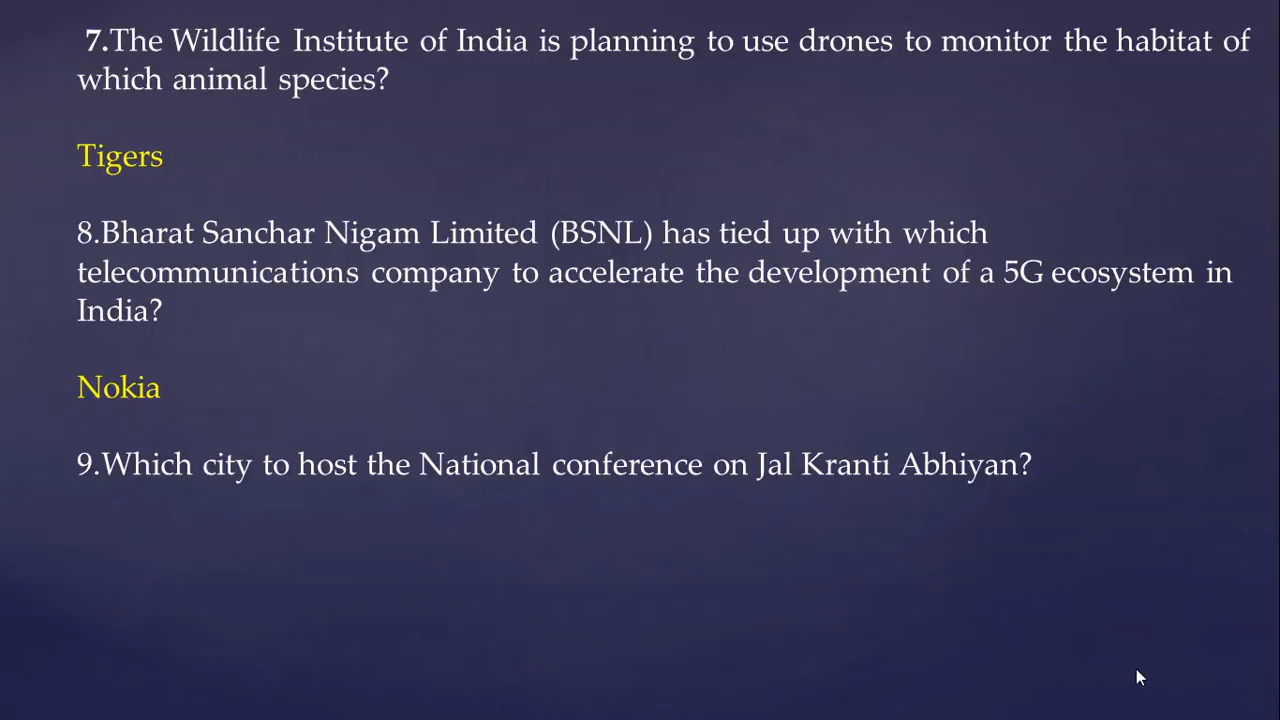 7.The Wildlife Institute of India is planning to use drones to monitor the habitat of
which animal species?
Tigers
8.Bharat Sanchar Nigam Limited (BSNL) has tied up with which
telecommunications company to accelerate the development of a 5G ecosystem in
India?
Nokia
9.Which city to host the National conference on Jal Kranti Abhiyan?